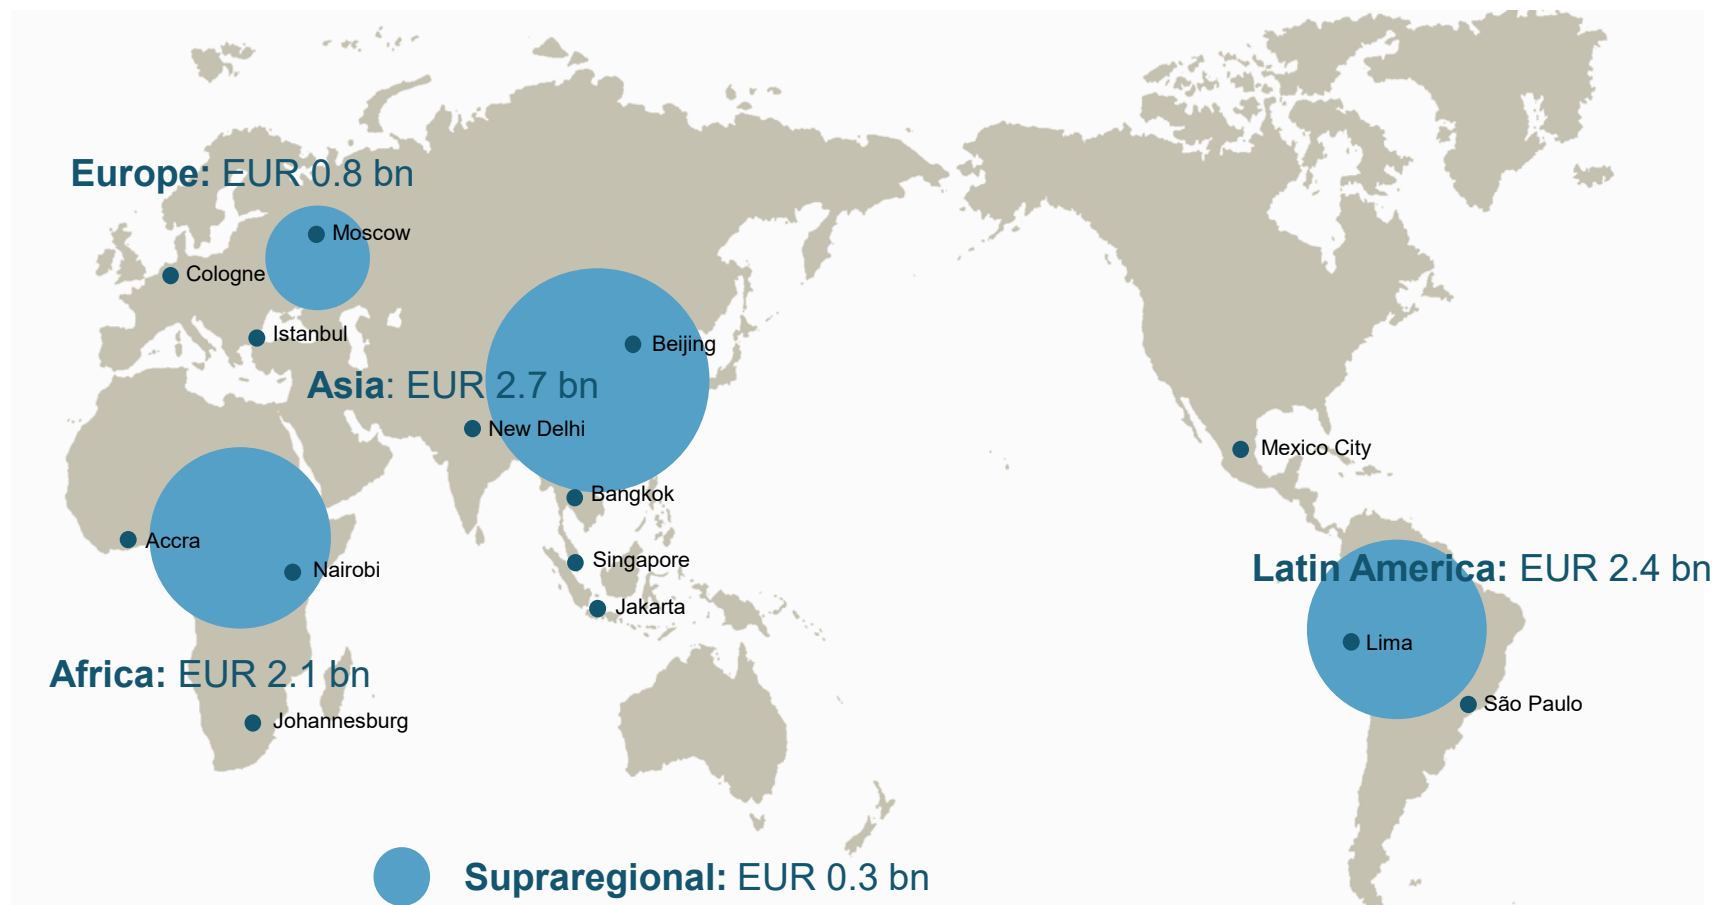 Europe: EUR 0.8 bn
Moscow
Cologne
Istanbul
Beijing
Asia: EUR 2.7 bn
New Delhi
Mexico City
Bangkok
Accra
Singapore
Nairobi
Latin America: EUR 2.4 bn
Jakarta
Lima
Africa: EUR 2.1 bn
São Paulo
Johannesburg
Supraregional: EUR 0.3 bn